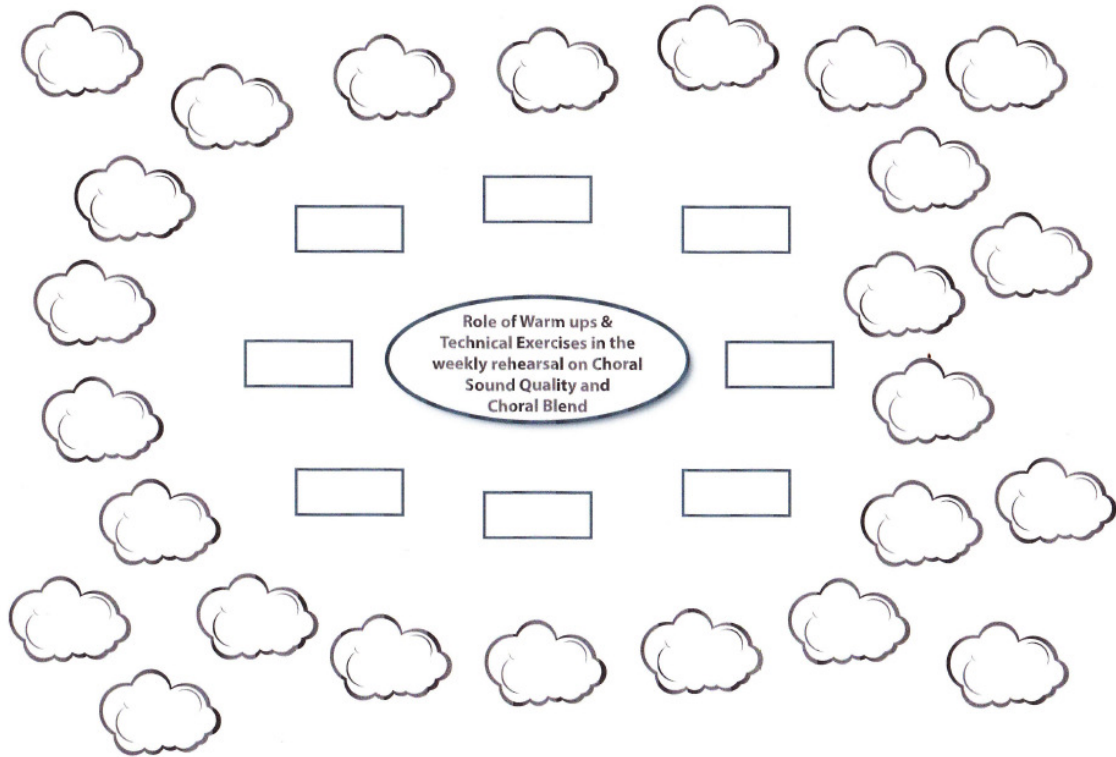 Role of Warm ups &
Technical Exercises in the
weekly rehearsal on Choral
Sound Quality and
Choral Blend